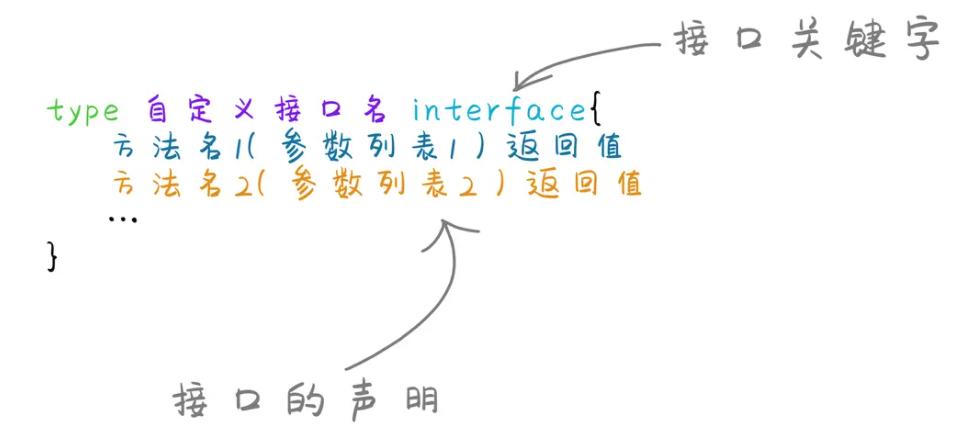 接口关键字
type 自定义接口名 interface{
方法名1(参数列表1)返回值
方法名2(参数列表2)返回值
...
}
接口的声明